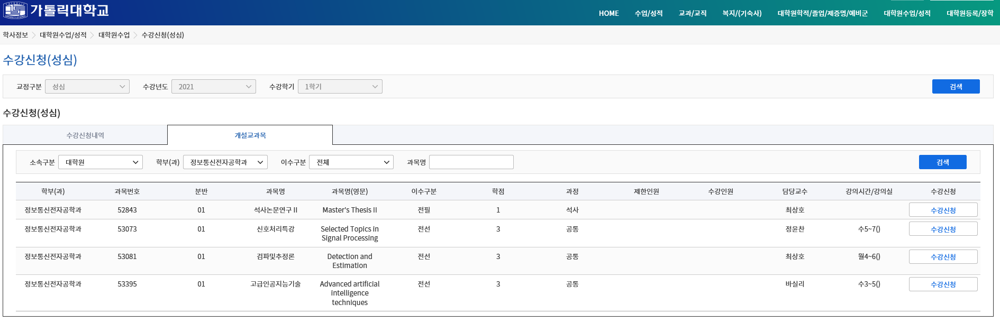 가톨릭대학교
HOME 수업/성적 교과/교직 복지/(기숙사) 대학원학적/졸업/제증명/예비군 대학원수업/성적 대학원등록/장학
학사정보 대학원수업/성적 대학원수업 수강신청(성심)
수강신청(성심)
교정구분 성심 수강년도 2021 수강학기 1학기 검색
수강신청(성심)
수강신청내역 개설교과목
소속구분 대학원 학부(과) 정보통신전자공학과 이수구분 전체 과목명 검색
학부(과) 과목번호 분반 과목명 과목명(영문) 이수구분 학점 과정 제한인원 수강인원 담당교수 강의시간/강의실 수강신청
정보통신전자공학과 52843 01 석사논문연구 II Master's Thesis II 전필 1 석사 최상호 수강신청
정보통신전자공학과 53073 01 신호처리특강 Selected Topics in 전선 3 공통 정윤찬 수5~7() 수강신청
Signal Processing
정보통신전자공학과 53081 01 검파및추정론 Detection and 전선 3 공통 최상호 월4~6() 수강신청
Estimation
정보통신전자공학과 53395 01 고급인공지능기술 Advanced artificial 전선 3 공통 바실리 수3~5() 수강신청
intelligence
techniques